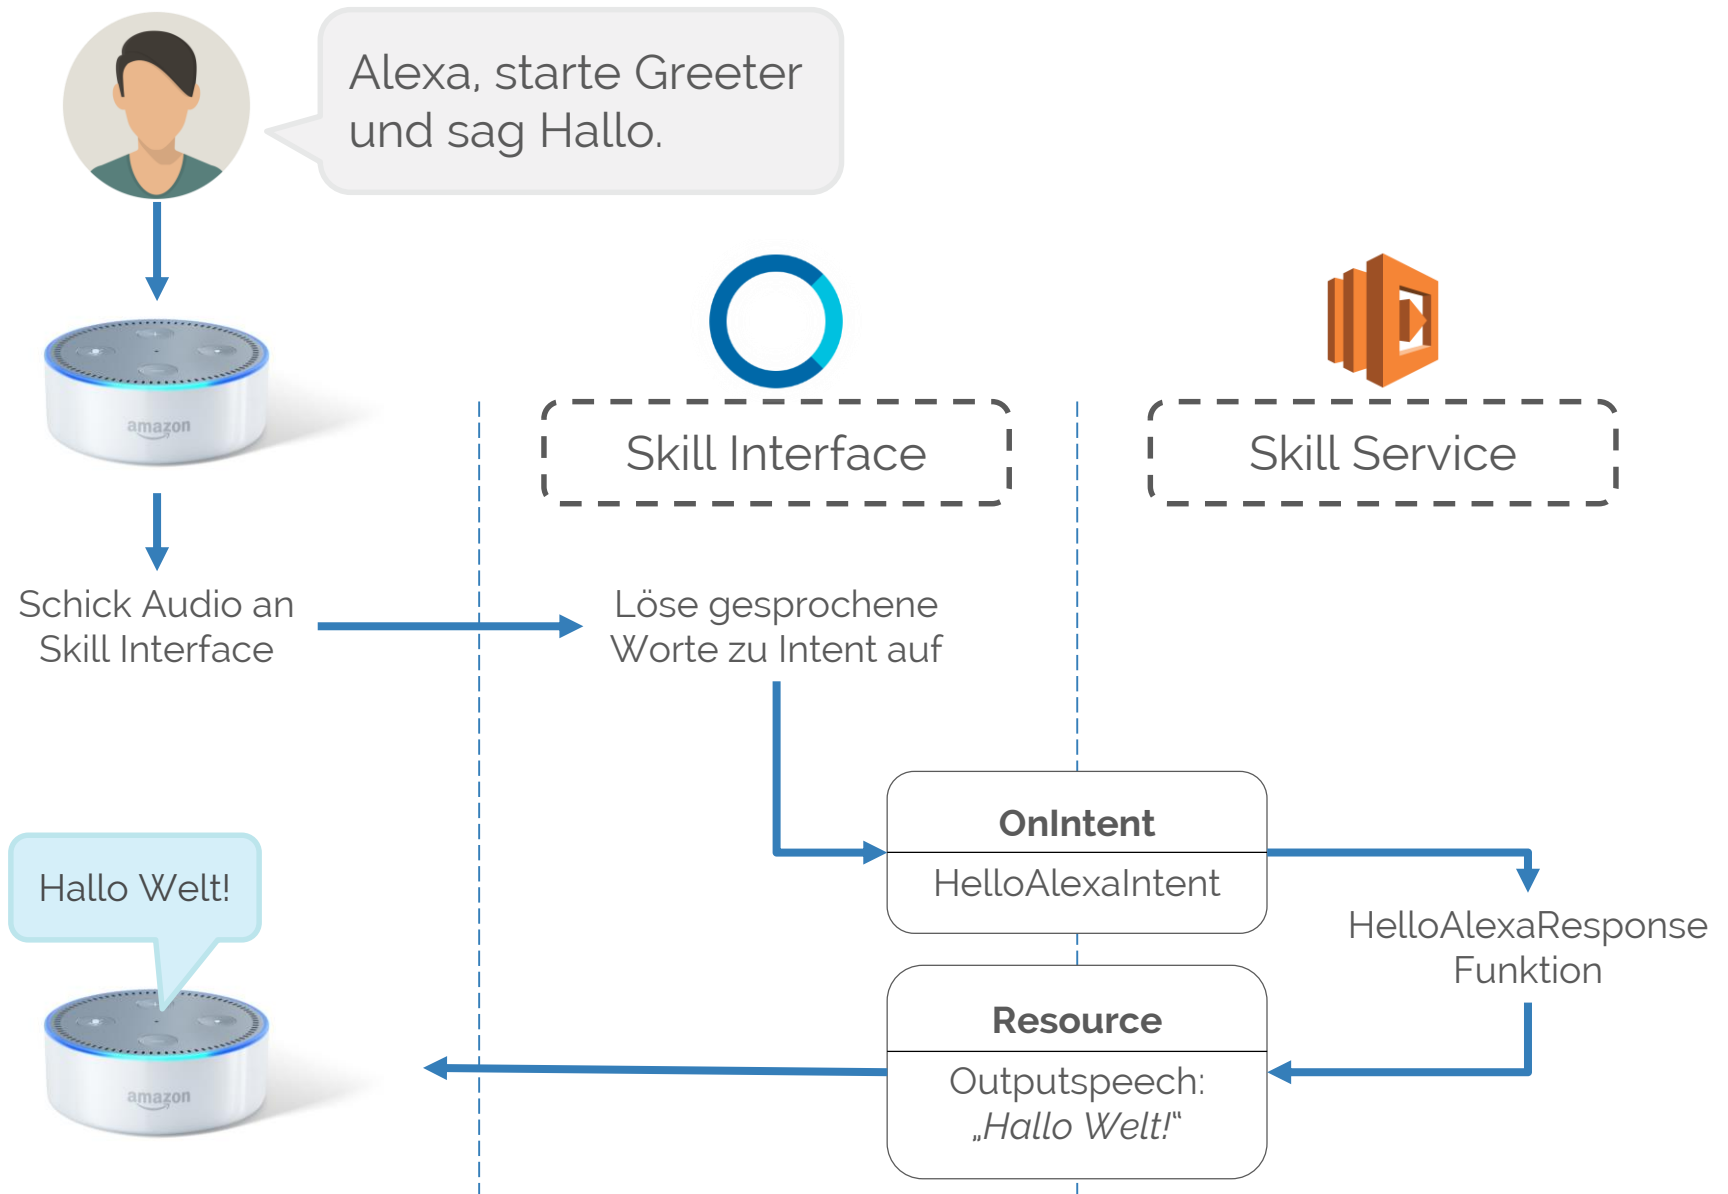 Alexa, starte Greeter
und sag Hallo.
amazon
Skill Interface
Skill Service
Schick Audio an
Skill Interface
Löse gesprochene
Worte zu Intent auf
OnIntent
HelloAlexaIntent
Hallo Welt!
HelloAlexaResponse
Funktion
Resource
Outputspeech:
„Hallo Welt!“
amazon